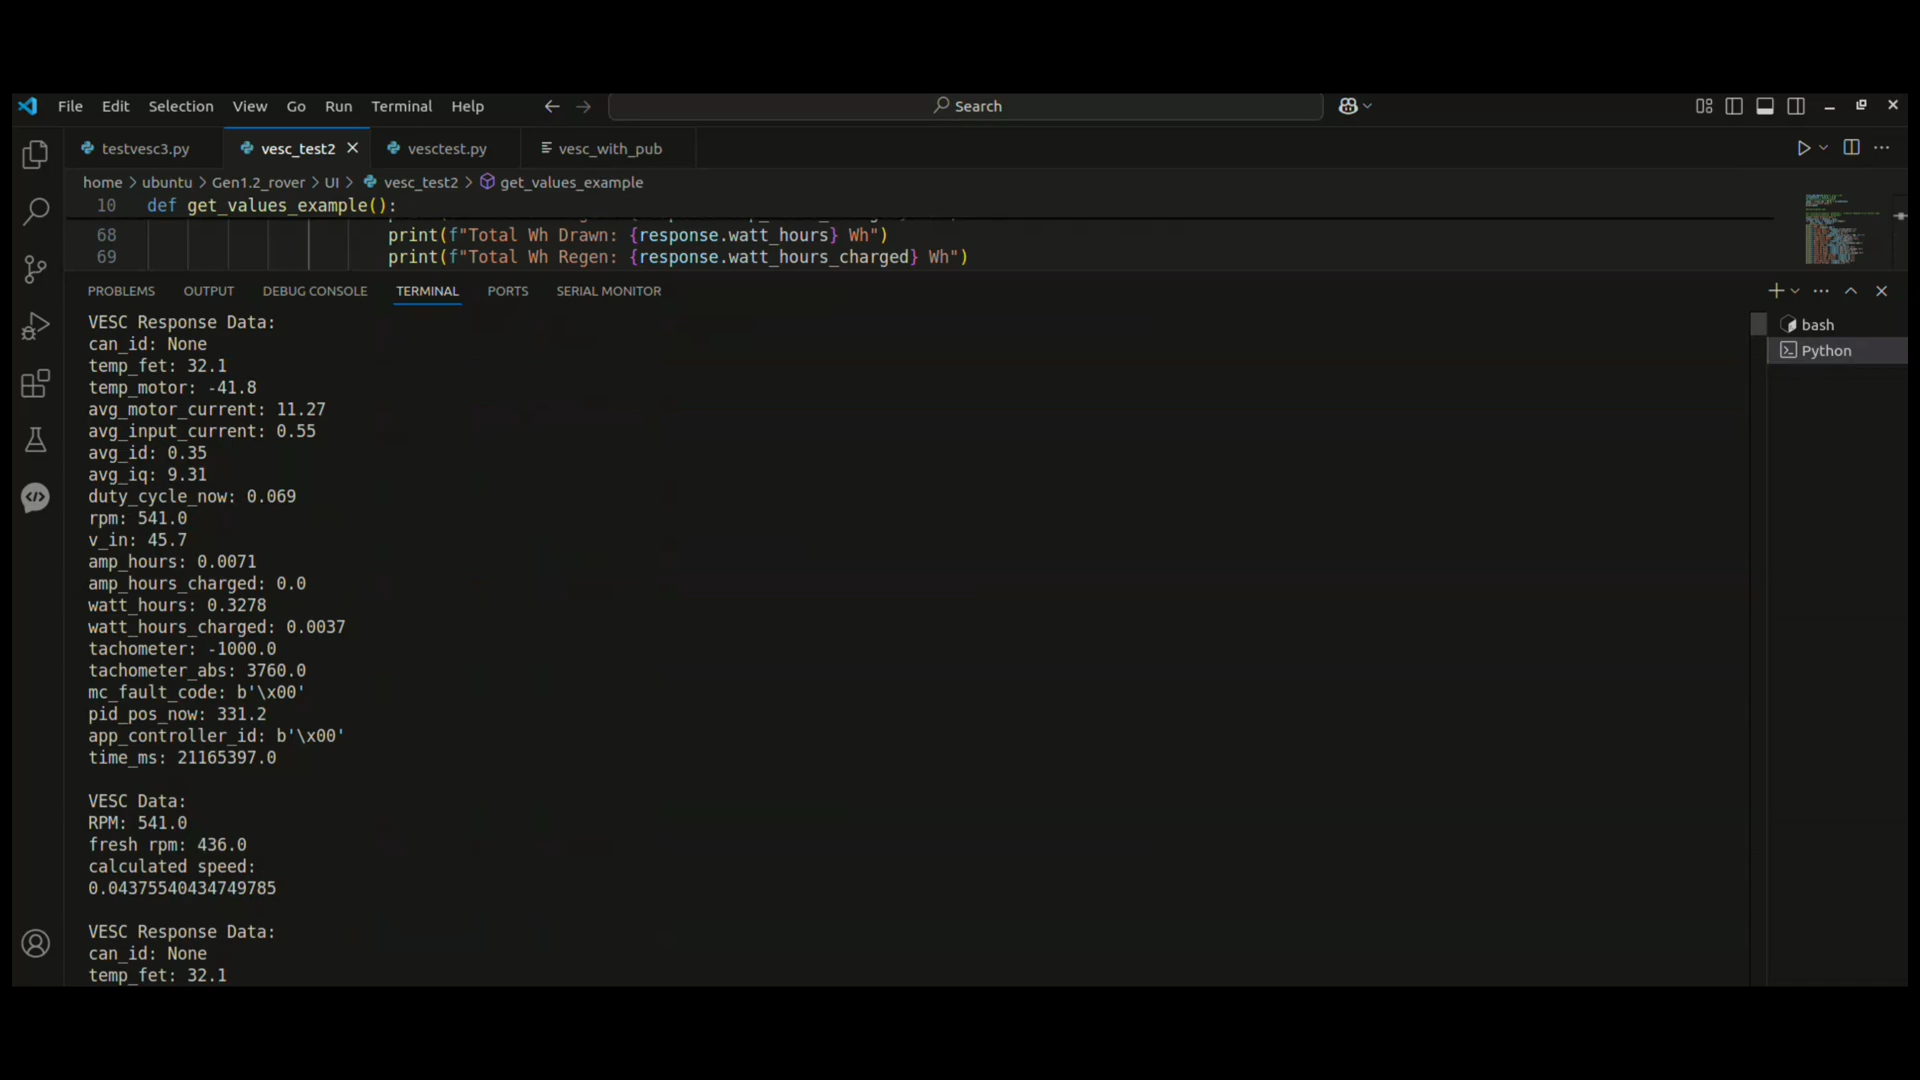 File Edit Selection View Go Run Terminal Help
Search
testvesc3.py vesc_test2 vesctest.py vesc_with_pub
home > ubuntu > Gen1.2_rover > UI > vesc_test2 > get_values_example
10 def get_values_example():
68 print(f"Total Wh Drawn: {response.watt_hours} Wh")
69 print(f"Total Wh Regen: {response.watt_hours_charged} Wh")
PROBLEMS OUTPUT DEBUG CONSOLE TERMINAL PORTS SERIAL MONITOR
bash
Python
VESC Response Data:
can_id: None
temp_fet: 32.1
temp_motor: -41.8
avg_motor_current: 11.27
avg_input_current: 0.55
avg_id: 0.35
avg_iq: 9.31
duty_cycle_now: 0.069
rpm: 541.0
v_in: 45.7
amp_hours: 0.0071
amp_hours_charged: 0.0
watt_hours: 0.3278
watt_hours_charged: 0.0037
tachometer: -1000.0
tachometer_abs: 3760.0
mc_fault_code: b'\x00'
pid_pos_now: 331.2
app_controller_id: b'\x00'
time_ms: 21165397.0
VESC Data:
RPM: 541.0
fresh rpm: 436.0
calculated speed:
0.04375540434749785
VESC Response Data:
can_id: None
temp_fet: 32.1